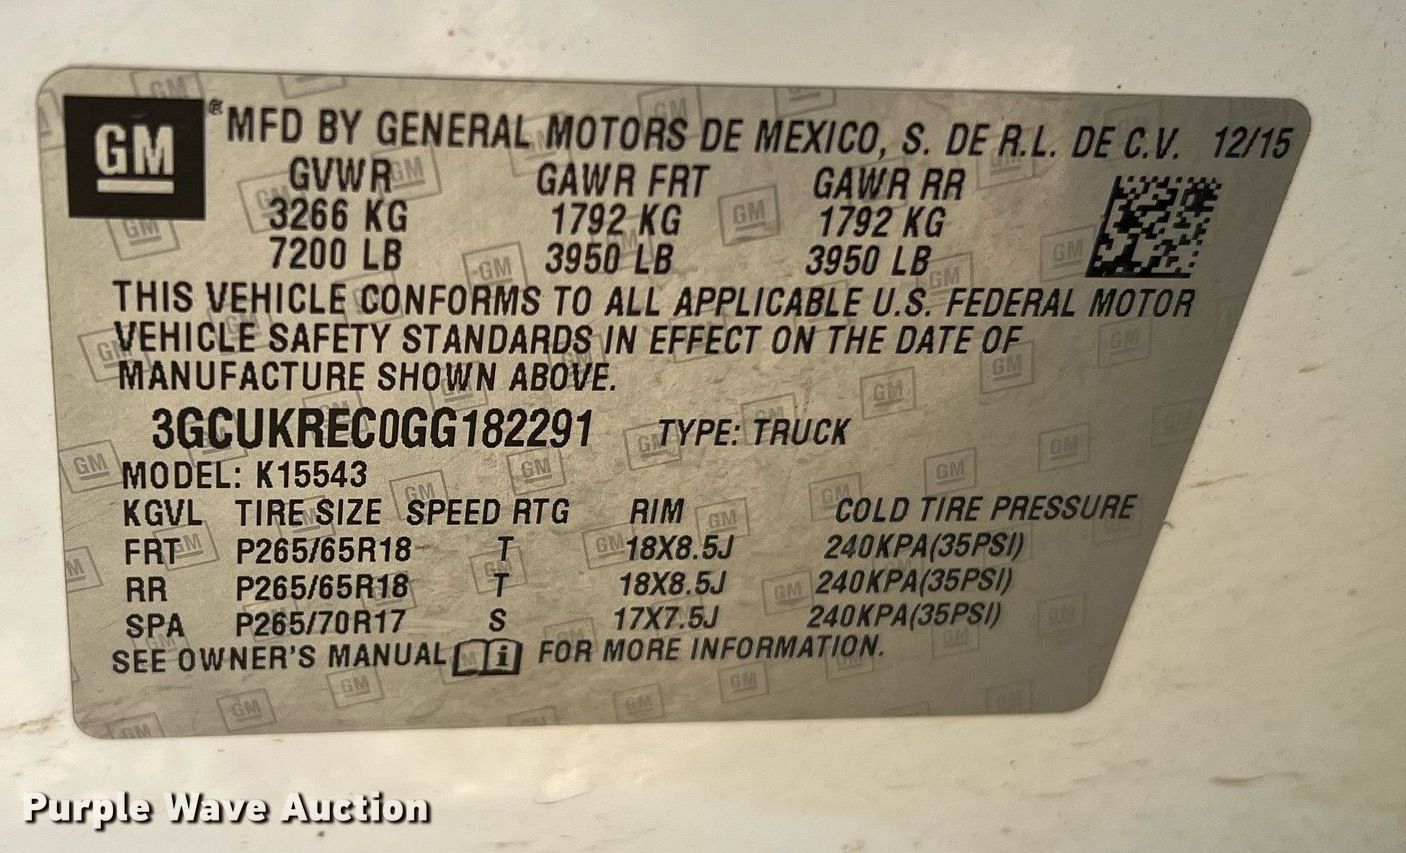 GM ® MFD BY GENERAL MOTORS DE MEXICO, S. DE R.L. DE C.V. 12/15
GVWR GAWR FRT GAWR RR
3266 KG 1792 KG 1792 KG
7200 LB 3950 LB 3950 LB
THIS VEHICLE CONFORMS TO ALL APPLICABLE U.S. FEDERAL MOTOR
VEHICLE SAFETY STANDARDS IN EFFECT ON THE DATE OF
MANUFACTURE SHOWN ABOVE.
3GCUKREC0GG182291 TYPE: TRUCK
MODEL: K15543
KGVL TIRE SIZE SPEED RTG RIM COLD TIRE PRESSURE
FRT P265/65R18 T 18X8.5J 240KPA(35PSI)
RR P265/65R18 T 18X8.5J 240KPA(35PSI)
SPA P265/70R17 S 17X7.5J 240KPA(35PSI)
SEE OWNER'S MANUAL i FOR MORE INFORMATION.
Purple Wave Auction